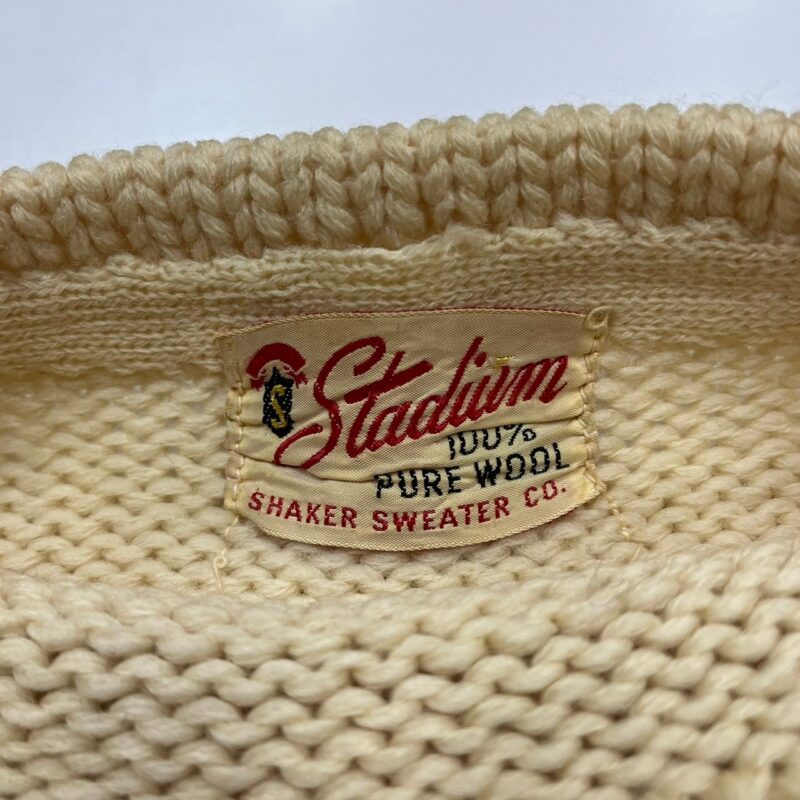 S Stadium
100%
PURE WOOL
SHAKER SWEATER CO.